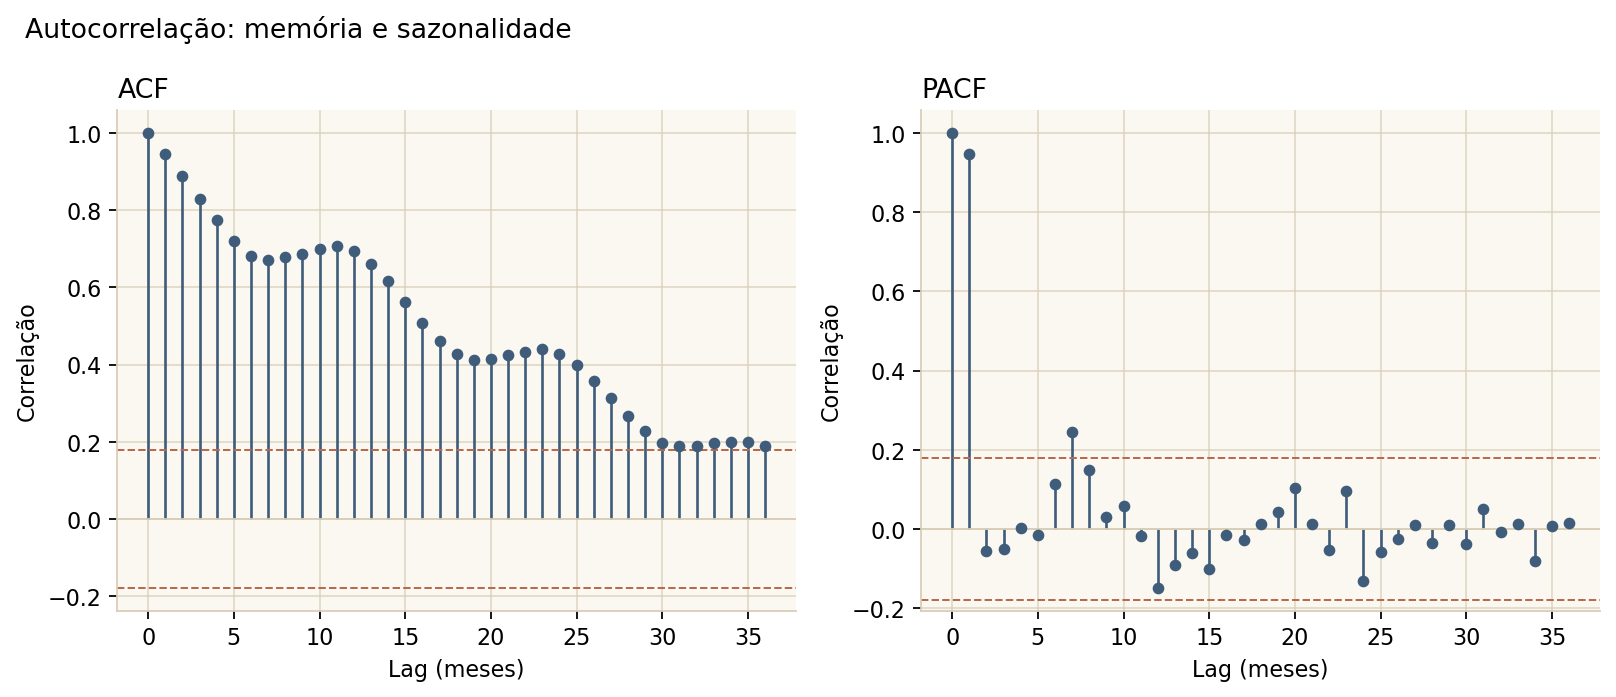 Autocorrelação: memória e sazonalidade
ACF
1.0
0.8
0.6
0.4
0.2
0.0
−0.2
Correlação
0 5 10 15 20 25 30 35
Lag (meses)
PACF
1.0
0.8
0.6
0.4
0.2
0.0
−0.2
Correlação
0 5 10 15 20 25 30 35
Lag (meses)